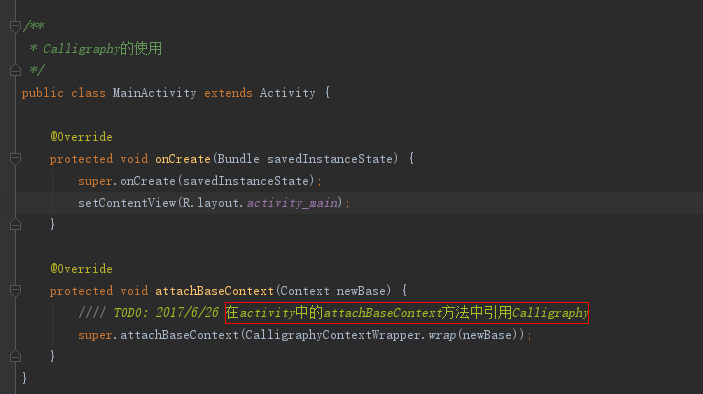 /**
 * Calligraphy的使用
 */
public class MainActivity extends Activity {
    @Override
    protected void onCreate(Bundle savedInstanceState) {
        super.onCreate(savedInstanceState);
        setContentView(R.layout.activity_main);
    }
    @Override
    protected void attachBaseContext(Context newBase) {
        //// TODO: 2017/6/26 在activity中的attachBaseContext方法中引用Calligraphy
        super.attachBaseContext(CalligraphyContextWrapper.wrap(newBase));
    }
}